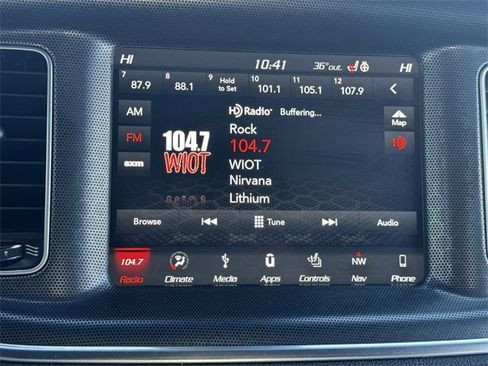 HI 10:41 36°out. HI
7 8 9 10 11 12
87.9 88.1 Hold to Set 101.1 105.1 107.9
AM HD Radio Buffering... Map
Rock
FM 104.7 104.7 HD
WIOT WIOT
sxm Nirvana
Lithium
Browse Tune Audio
104.7 NW
Radio Climate Media Apps Controls Nav Phone